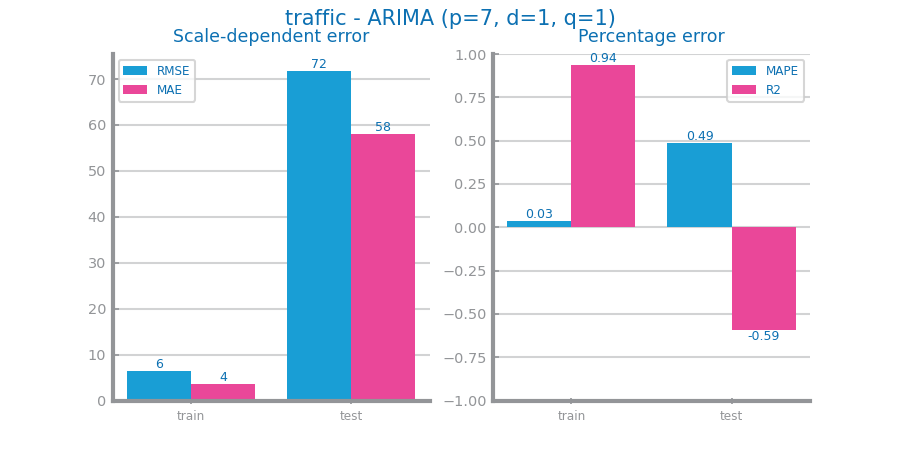 traffic - ARIMA (p=7, d=1, q=1)
Scale-dependent error
70
60
50
40
30
20
10
0
RMSE
MAE
72
58
6
4
train
test
Percentage error
1.00
0.75
0.50
0.25
0.00
−0.25
−0.50
−0.75
−1.00
MAPE
R2
0.94
0.49
0.03
-0.59
train
test